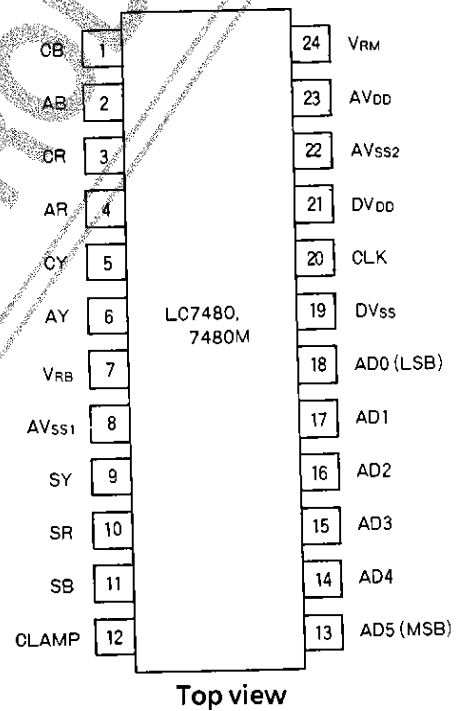 CB 1
AB 2
CR 3
AR 4
CY 5
AY 6
VRB 7
AVSS1 8
SY 9
SR 10
SB 11
CLAMP 12
LC7480,
7480M
24 VRM
23 AVDD
22 AVSS2
21 DVDD
20 CLK
19 DVSS
18 AD0 (LSB)
17 AD1
16 AD2
15 AD3
14 AD4
13 AD5 (MSB)
Top view